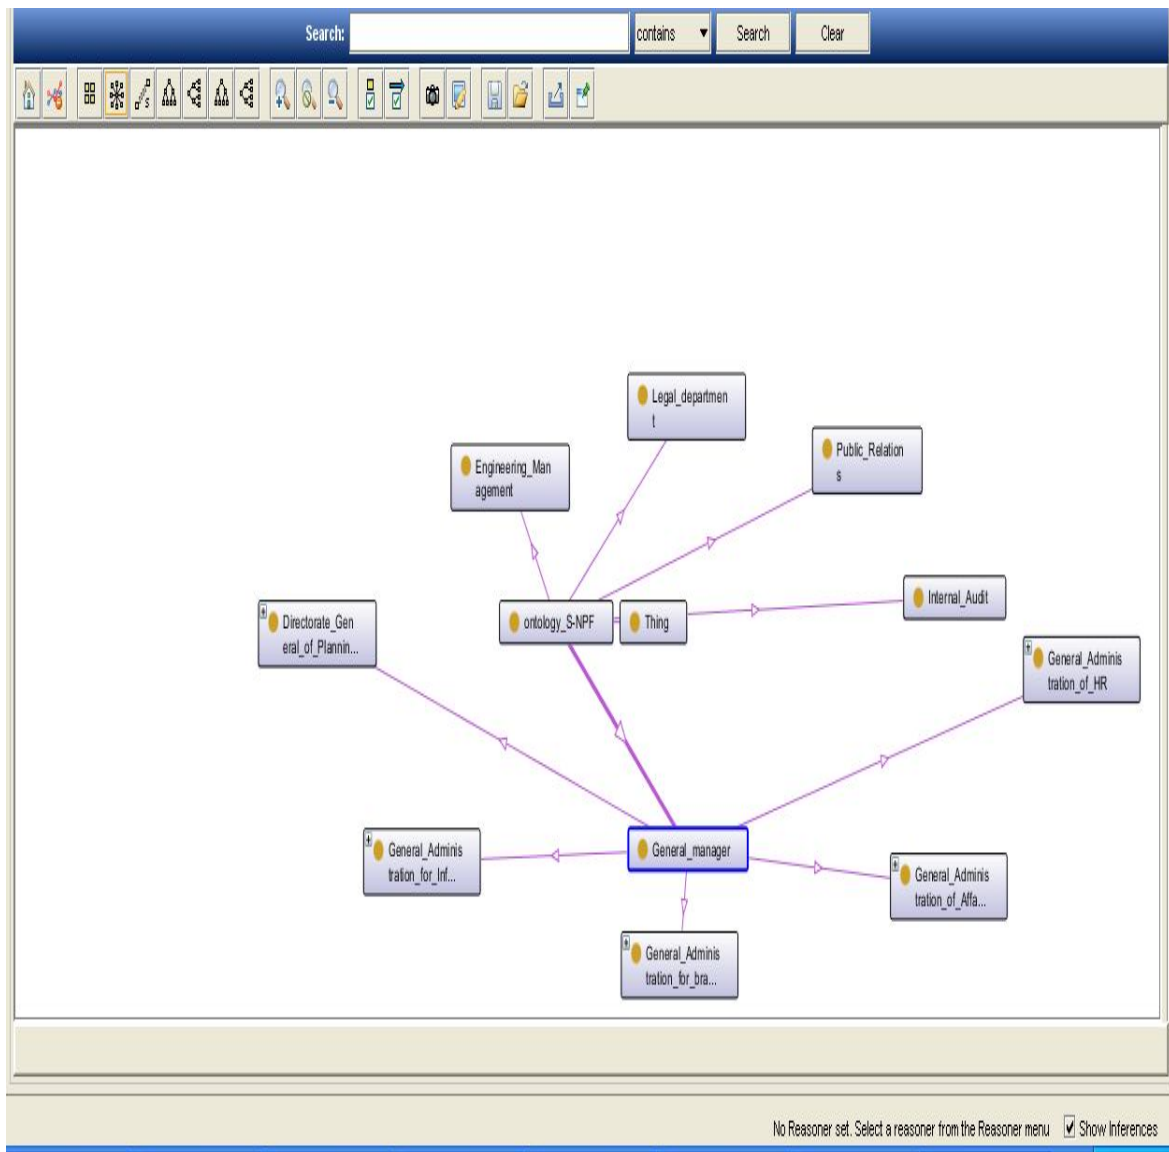 Search: contains Search Clear
Legal_departmen
t
Public_Relation
s
Engineering_Man
agement
Internal_Audit
Directorate_Gen
eral_of_Plannin...
ontology_S-NPF
Thing
General_Adminis
tration_of_HR
General_Adminis
tration_for_Inf...
General_manager
General_Adminis
tration_of_Affa...
General_Adminis
tration_for_bra...
No Reasoner set. Select a reasoner from the Reasoner menu Show Inferences